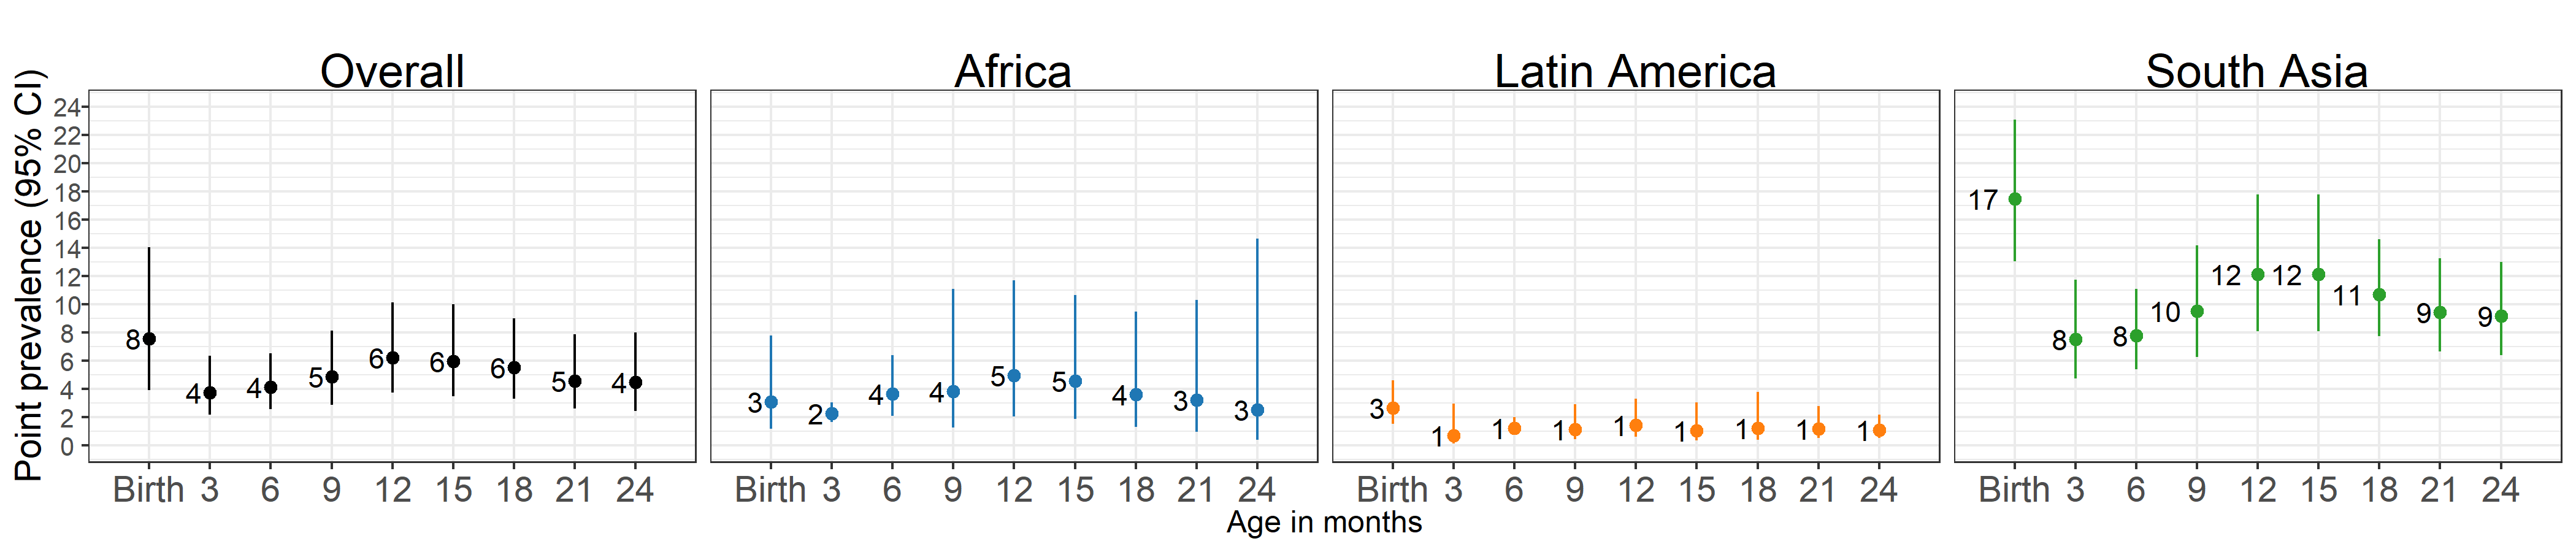 Overall Africa Latin America South Asia
Point prevalence (95% CI)
24
22
20
18
16
14
12
10
8
6
4
2
0
8 4 4 5 6 6 6 5 4
3 2 4 4 5 5 4 3 3
3 1 1 1 1 1 1 1 1
17 8 8 10 12 12 11 9 9
Birth 3 6 9 12 15 18 21 24 Birth 3 6 9 12 15 18 21 24 Birth 3 6 9 12 15 18 21 24 Birth 3 6 9 12 15 18 21 24
Age in months